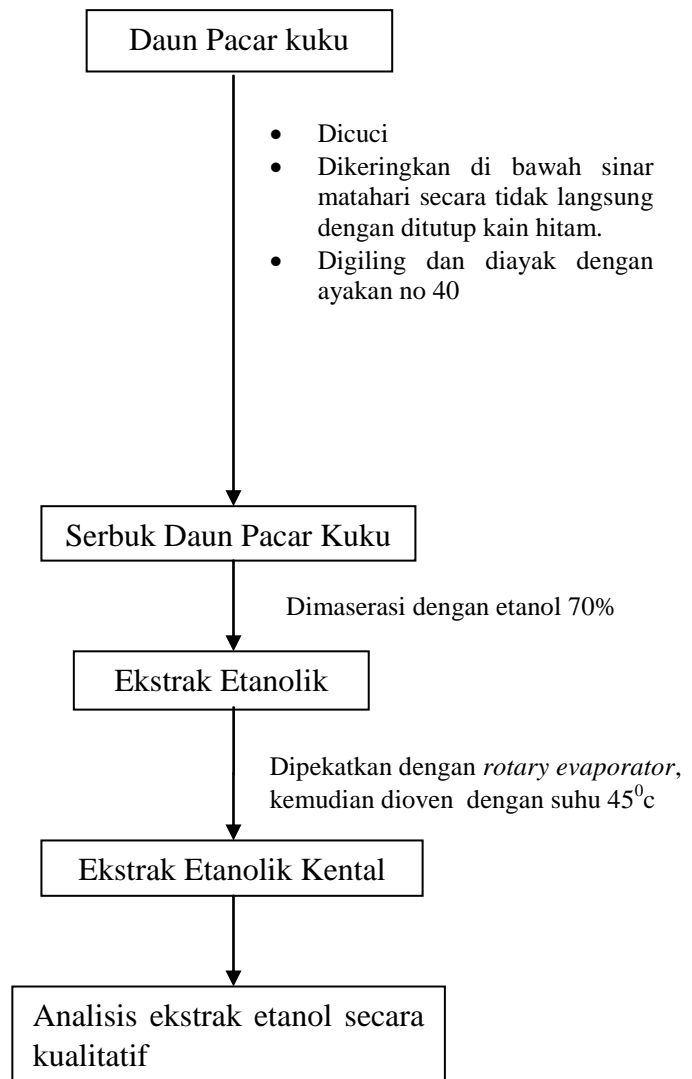 Daun Pacar kuku
• Dicuci
• Dikeringkan di bawah sinar
matahari secara tidak langsung
dengan ditutup kain hitam.
• Digiling dan diayak dengan
ayakan no 40
Serbuk Daun Pacar Kuku
Dimaserasi dengan etanol 70%
Ekstrak Etanolik
Dipekatkan dengan rotary evaporator,
kemudian dioven dengan suhu 45⁰c
Ekstrak Etanolik Kental
Analisis ekstrak etanol secara
kualitatif